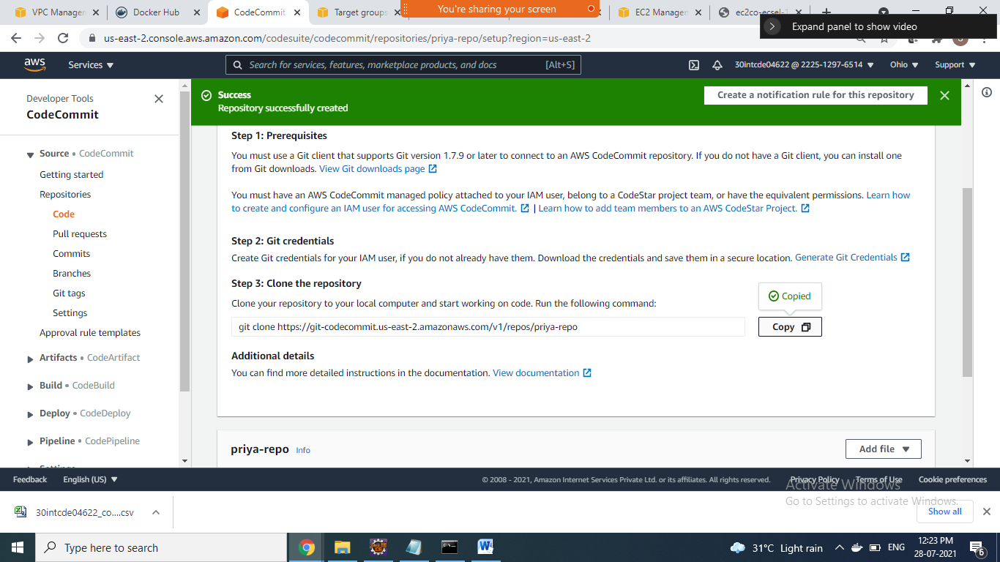 VPC Managem
Docker Hub
CodeCommit
Target groups
You're sharing your screen
EC2 Managem
ec2co-ecsel-1
Expand panel to show video
us-east-2.console.aws.amazon.com/codesuite/codecommit/repositories/priya-repo/setup?region=us-east-2
aws
Services
Search for services, features, marketplace products, and docs
[Alt+S]
30intcde04622 @ 2225-1297-6514
Ohio
Support
Developer Tools
CodeCommit
Source • CodeCommit
Getting started
Repositories
Code
Pull requests
Commits
Branches
Git tags
Settings
Approval rule templates
Artifacts • CodeArtifact
Build • CodeBuild
Deploy • CodeDeploy
Pipeline • CodePipeline
Settings
Success
Repository successfully created
Create a notification rule for this repository
Step 1: Prerequisites
You must use a Git client that supports Git version 1.7.9 or later to connect to an AWS CodeCommit repository. If you do not have a Git client, you can install one
from Git downloads. View Git downloads page
You must have an AWS CodeCommit managed policy attached to your IAM user, belong to a CodeStar project team, or have the equivalent permissions. Learn how
to create and configure an IAM user for accessing AWS CodeCommit. | Learn how to add team members to an AWS CodeStar Project.
Step 2: Git credentials
Create Git credentials for your IAM user, if you do not already have them. Download the credentials and save them in a secure location. Generate Git Credentials
Step 3: Clone the repository
Clone your repository to your local computer and start working on code. Run the following command:
Copied
git clone https://git-codecommit.us-east-2.amazonaws.com/v1/repos/priya-repo
Copy
Additional details
You can find more detailed instructions in the documentation. View documentation
priya-repo Info
Add file
Feedback
English (US)
© 2008 - 2021, Amazon Internet Services Private Ltd. or its affiliates. All rights reserved.
Privacy Policy
Terms of Use
Cookie preferences
Activate Windows
Go to Settings to activate Windows.
30intcde04622_co....csv
Show all
Type here to search
31°C Light rain
ENG
12:23 PM
28-07-2021
6